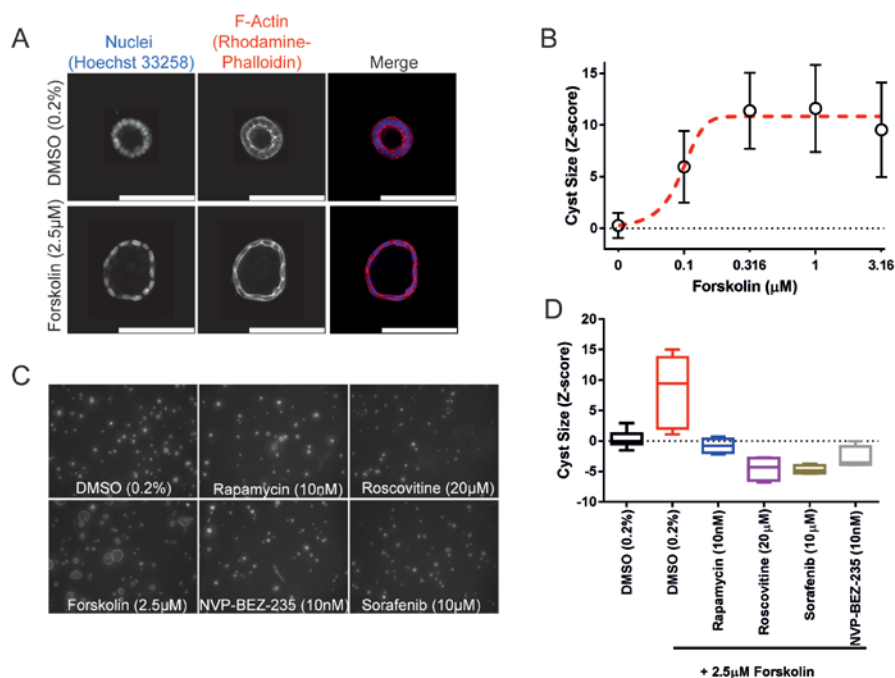 A
Nuclei
(Hoechst 33258)
F-Actin
(Rhodamine-
Phalloidin)
Merge
DMSO (0.2%)
Forskolin (2.5µM)
B
Cyst Size (Z-score)
15
10
5
0
0
0.1
0.316
1
3.16
Forskolin (µM)
C
DMSO (0.2%)
Rapamycin (10nM)
Roscovitine (20µM)
Forskolin (2.5µM)
NVP-BEZ-235 (10nM)
Sorafenib (10µM)
D
Cyst Size (Z-score)
20
15
10
5
0
-5
-10
DMSO (0.2%)
DMSO (0.2%)
Rapamycin (10nM)
Roscovitine (20µM)
Sorafenib (10µM)
NVP-BEZ-235 (10nM)
+ 2.5µM Forskolin